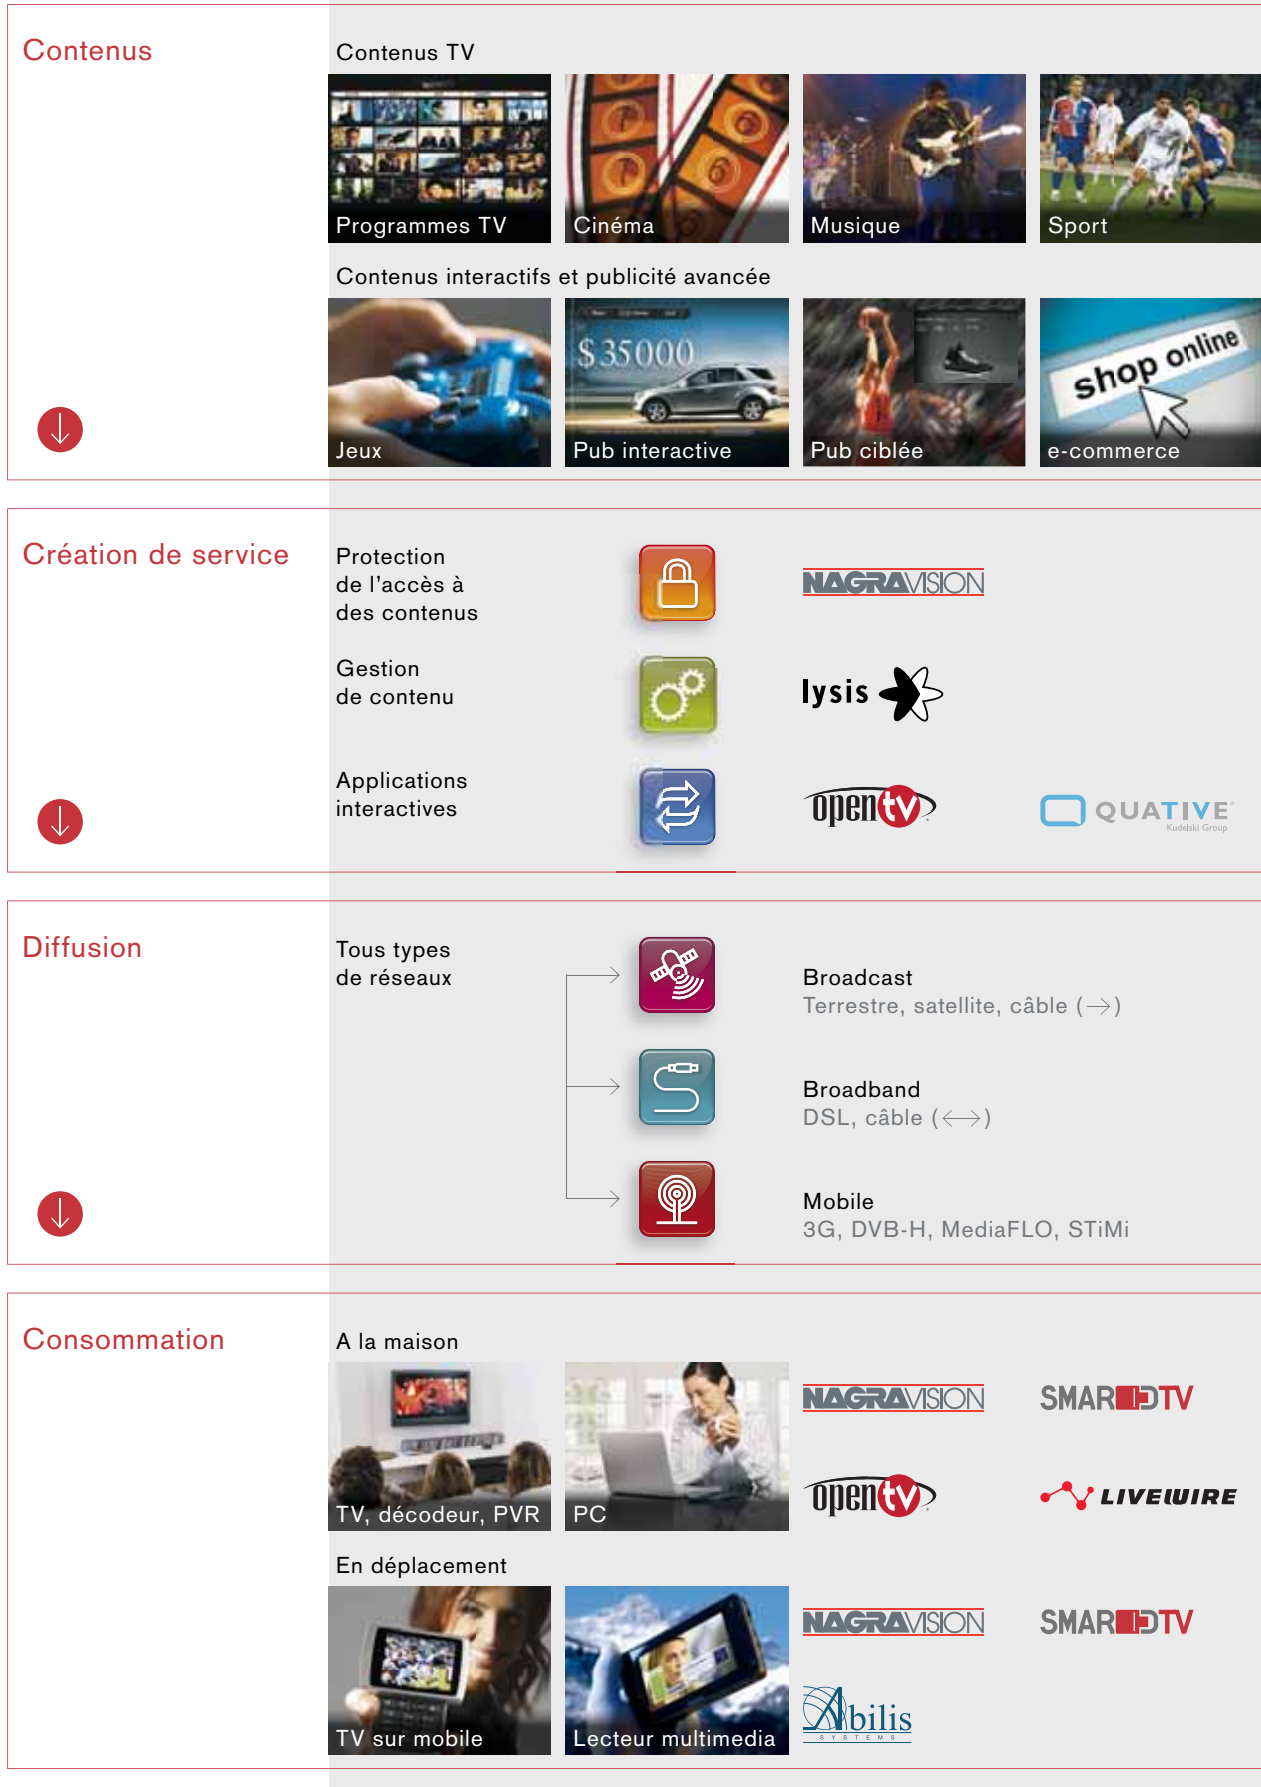 Contenus
Contenus TV
Programmes TV
Cinéma
Musique
Sport
Contenus interactifs et publicité avancée
Jeux
$35000
Pub interactive
Pub ciblée
shop online
e-commerce
Création de service
Protection
de l'accès à
des contenus
NAGRAVISION
Gestion
de contenu
lysis
Applications
interactives
opentv
QUATIVE
Kudelski Group
Diffusion
Tous types
de réseaux
Broadcast
Terrestre, satellite, câble (→)
Broadband
DSL, câble (↔)
Mobile
3G, DVB-H, MediaFLO, STiMi
Consommation
A la maison
TV, décodeur, PVR
PC
NAGRAVISION
SMARDTV
opentv
LIVEWIRE
En déplacement
TV sur mobile
Lecteur multimedia
NAGRAVISION
SMARDTV
Abilis
SYSTEMS